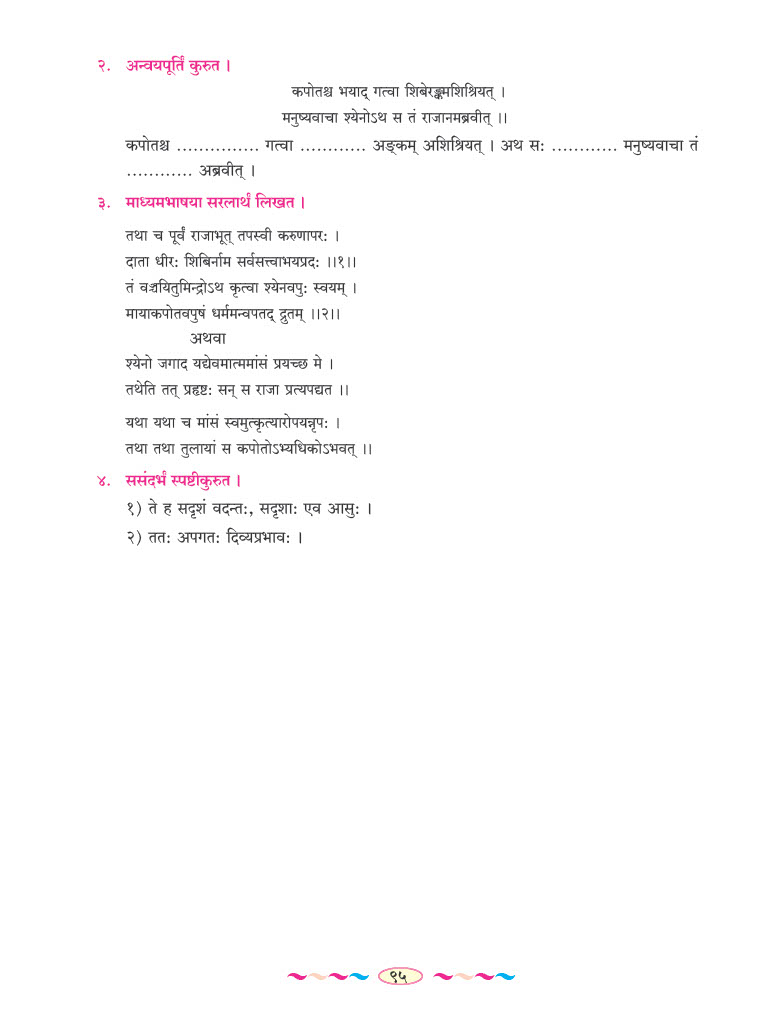 २. अन्वयपूर्तिं कुरुत ।
कपोतश्च भयाद् गत्वा शिबेरङ्कमशिश्रियत् ।
मनुष्यवाचा श्येनोऽथ स तं राजानमब्रवीत् ।।
कपोतश्च ............... गत्वा ............ अङ्कम् अशिश्रियत् । अथ सः ............ मनुष्यवाचा तं
............ अब्रवीत् ।
३. माध्यमभाषया सरलार्थं लिखत ।
तथा च पूर्वं राजाभूत् तपस्वी करुणापरः ।
दाता धीरः शिबिर्नाम सर्वसत्त्वाभयप्रदः ।।१।।
तं वञ्चयितुमिन्द्रोऽथ कृत्वा श्येनवपुः स्वयम् ।
मायाकपोतवपुषं धर्ममन्वपतद् द्रुतम् ।।२।।
अथवा
श्येनो जगाद यद्येवमात्ममांसं प्रयच्छ मे ।
तथेति तत् प्रहृष्टः सन् स राजा प्रत्यपद्यत ।।
यथा यथा च मांसं स्वमुत्कृत्यारोपयन्नृपः ।
तथा तथा तुलायां स कपोतोऽभ्यधिकोऽभवत् ।।
४. ससंदर्भं स्पष्टीकुरुत ।
१) ते ह सदृशं वदन्तः, सदृशाः एव आसुः ।
२) ततः अपगतः दिव्यप्रभावः ।
९५